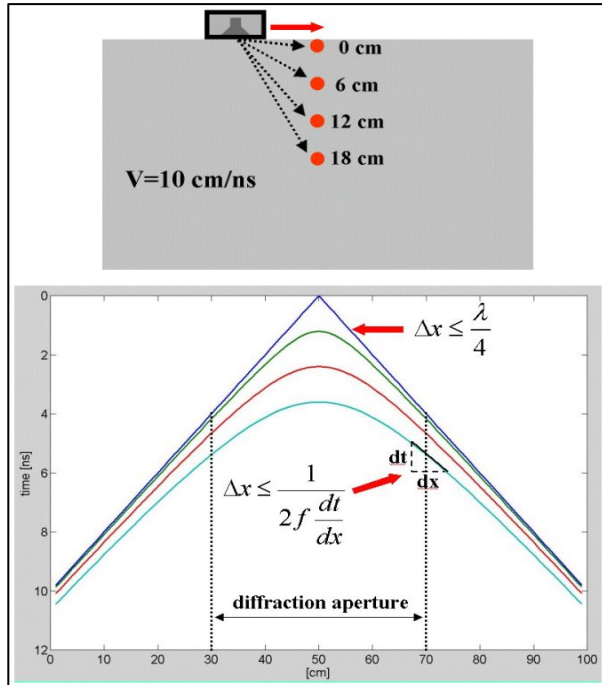 0 cm
6 cm
12 cm
18 cm
V=10 cm/ns
0
2
4
6
8
10
12
time [ns]
Δx ≤ λ/4
dt
dx
Δx ≤ 1/(2f dt/dx)
diffraction aperture
0 10 20 30 40 50 60 70 80 90 100
[cm]